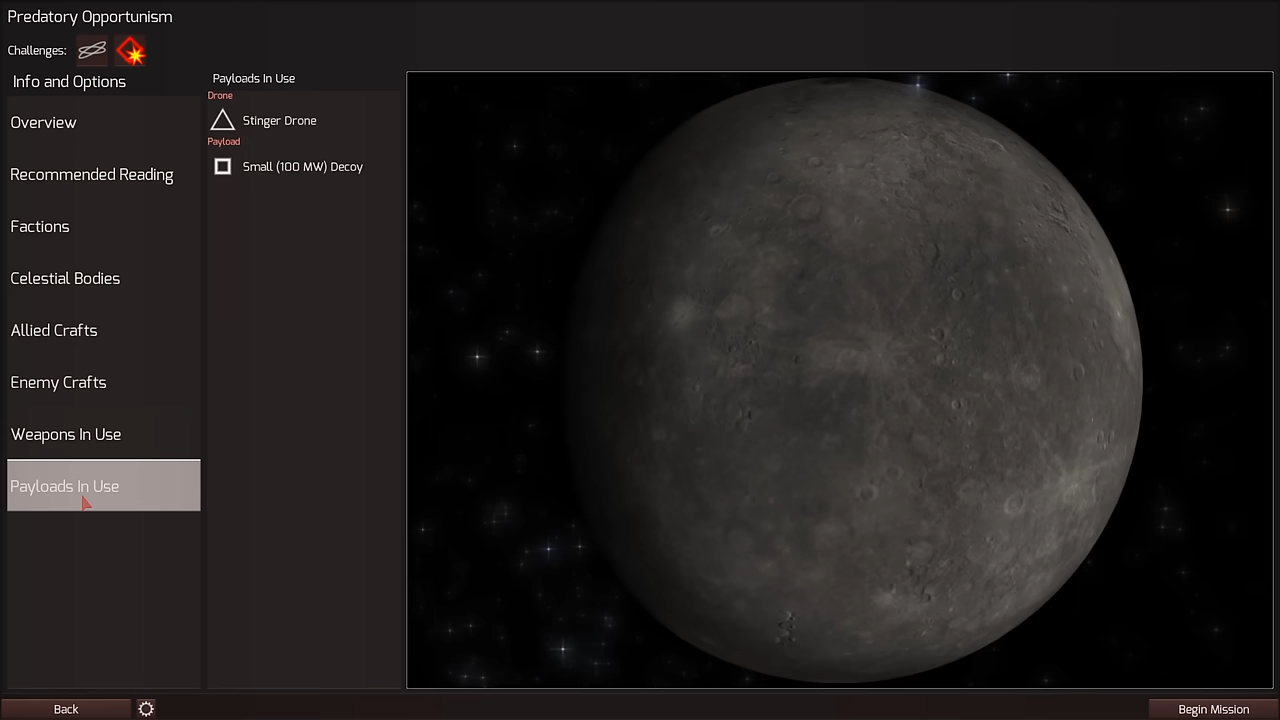 Predatory Opportunism
Challenges:
Info and Options
Overview
Recommended Reading
Factions
Celestial Bodies
Allied Crafts
Enemy Crafts
Weapons In Use
Payloads In Use
Payloads In Use
Drone
Stinger Drone
Payload
Small (100 MW) Decoy
Back
Begin Mission